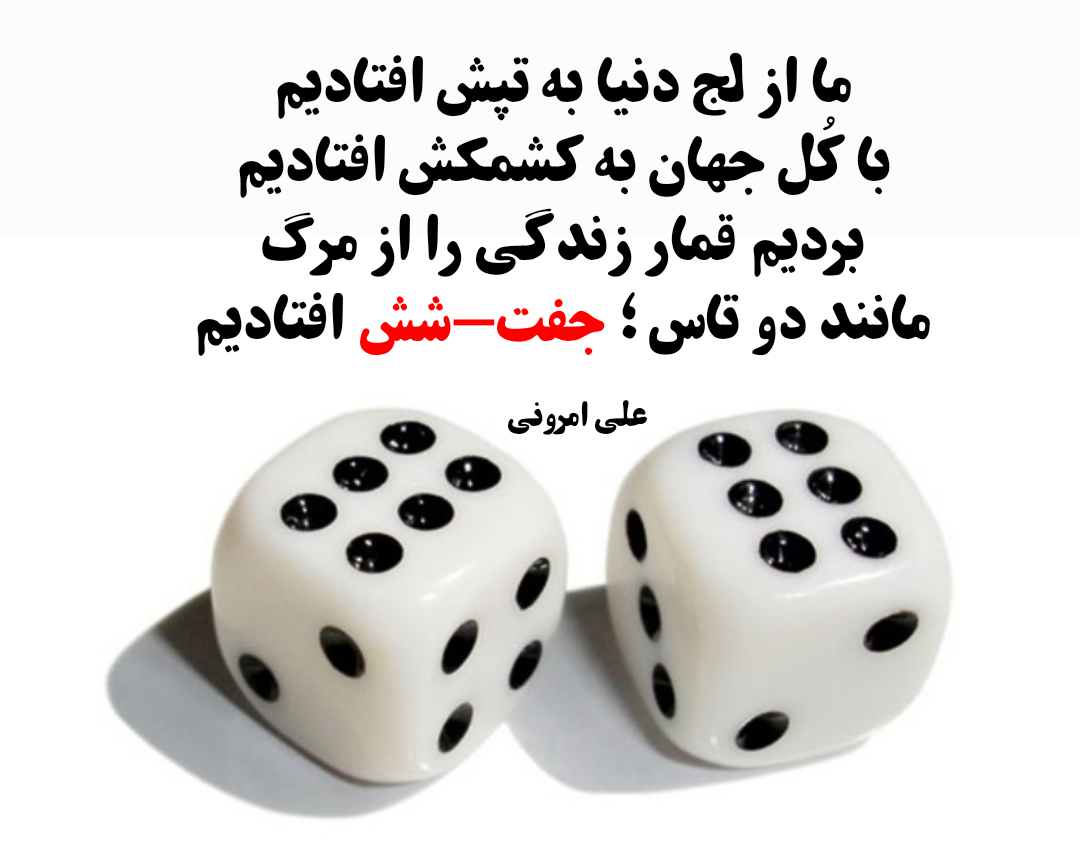 ما از لج دنیا به تپش افتادیم
با کُل جهان به کشمکش افتادیم
بردیم قمار زندگی را از مرگ
مانند دو تاس ؛ جفت-شش افتادیم
علی امرونی